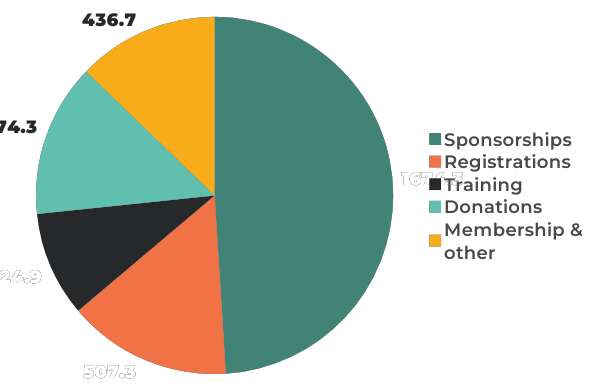 436.7
74.3
24.9
507.3
Sponsorships
Registrations
Training
Donations
Membership &
other